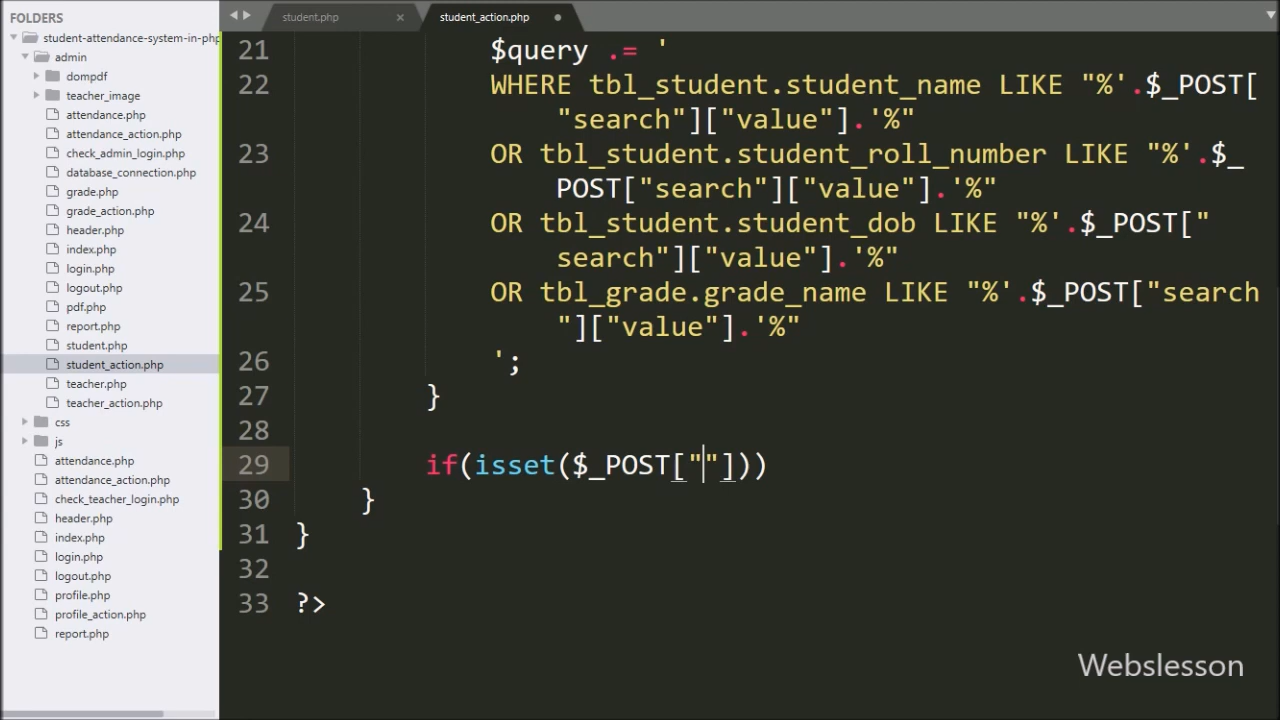 FOLDERS
student-attendance-system-in-php
admin
dompdf
teacher_image
attendance.php
attendance_action.php
check_admin_login.php
database_connection.php
grade.php
grade_action.php
header.php
index.php
login.php
logout.php
pdf.php
report.php
student.php
student_action.php
teacher.php
teacher_action.php
css
js
attendance.php
attendance_action.php
check_teacher_login.php
header.php
index.php
login.php
logout.php
profile.php
profile_action.php
report.php
student.php × student_action.php
21 $query .= '
22 WHERE tbl_student.student_name LIKE "%'.$_POST[
"search"]["value"].'%"
23 OR tbl_student.student_roll_number LIKE "%'.$_
POST["search"]["value"].'%"
24 OR tbl_student.student_dob LIKE "%'.$_POST["
search"]["value"].'%"
25 OR tbl_grade.grade_name LIKE "%'.$_POST["search
"]["value"].'%"
26 ';
27 }
28
29 if(isset($_POST[""]))
30 }
31 }
32
33 ?>
Webslesson